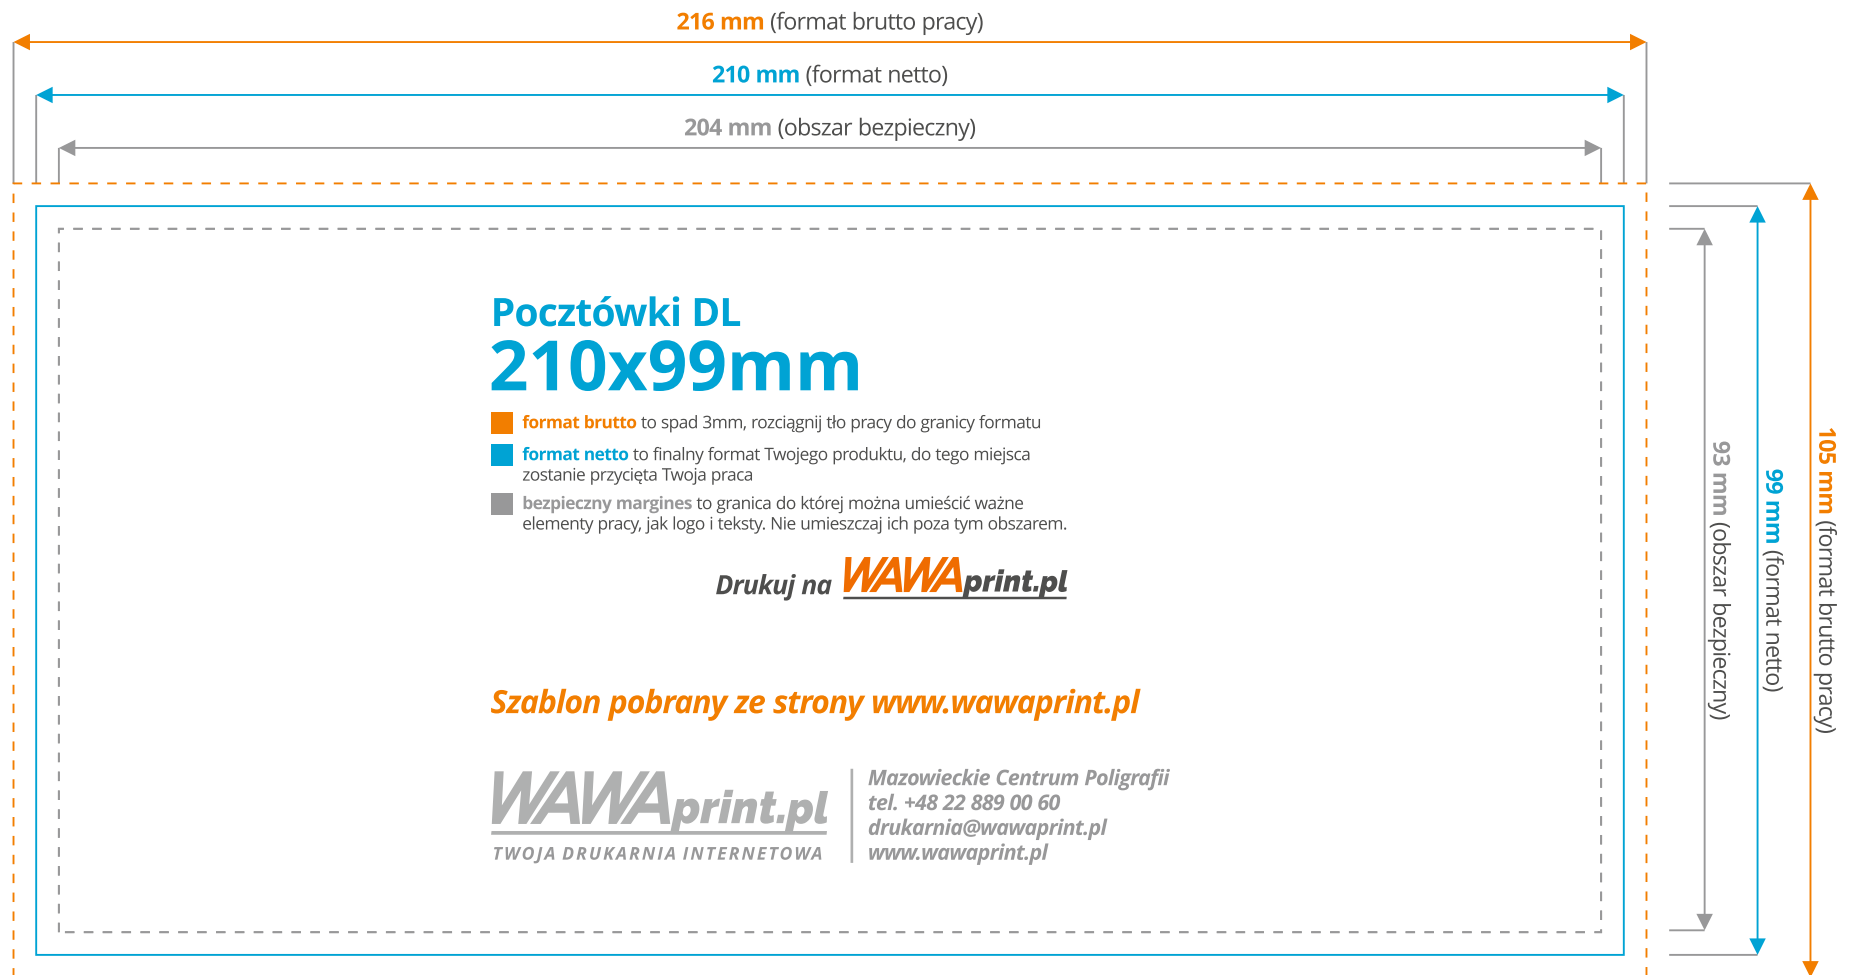 216 mm (format brutto pracy)
210 mm (format netto)
204 mm (obszar bezpieczny)
Pocztówki DL
210x99mm
format brutto to spad 3mm, rozciągnij tło pracy do granicy formatu
format netto to finalny format Twojego produktu, do tego miejsca
zostanie przycięta Twoja praca
bezpieczny margines to granica do której można umieścić ważne
elementy pracy, jak logo i teksty. Nie umieszczaj ich poza tym obszarem.
Drukuj na WAWAprint.pl
Szablon pobrany ze strony www.wawaprint.pl
WAWAprint.pl
TWOJA DRUKARNIA INTERNETOWA
Mazowieckie Centrum Poligrafii
tel. +48 22 889 00 60
drukarnia@wawaprint.pl
www.wawaprint.pl
93 mm (obszar bezpieczny)
99 mm (format netto)
105 mm (format brutto pracy)